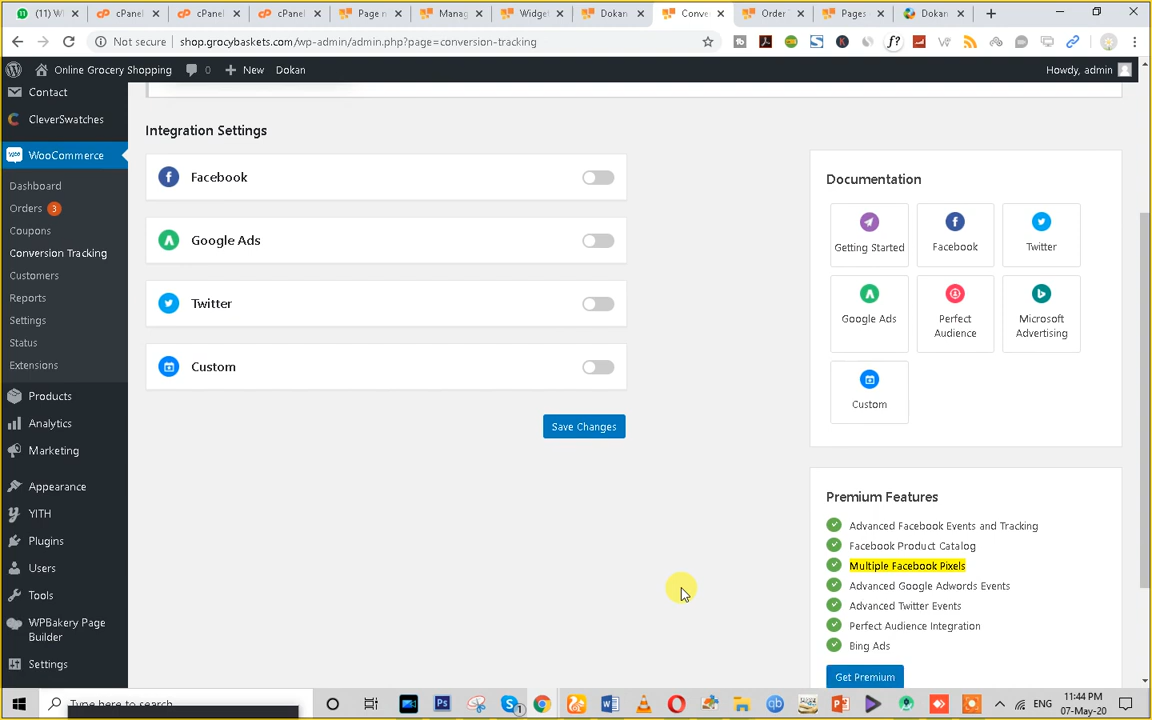 (11) W
cPanel
cPanel
cPanel
Page n
Manag
Widge
Dokan
Conve
Order
Pages
Dokan
Not secure
shop.grocybaskets.com/wp-admin/admin.php?page=conversion-tracking
Online Grocery Shopping
0
New
Dokan
Howdy, admin
Contact
CleverSwatches
WooCommerce
Dashboard
Orders 3
Coupons
Conversion Tracking
Customers
Reports
Settings
Status
Extensions
Products
Analytics
Marketing
Appearance
YITH
Plugins
Users
Tools
WPBakery Page
Builder
Settings
Integration Settings
Facebook
Google Ads
Twitter
Custom
Save Changes
Documentation
Getting Started
Facebook
Twitter
Google Ads
Perfect
Audience
Microsoft
Advertising
Custom
Premium Features
Advanced Facebook Events and Tracking
Facebook Product Catalog
Multiple Facebook Pixels
Advanced Google Adwords Events
Advanced Twitter Events
Perfect Audience Integration
Bing Ads
Get Premium
Type here to search
ENG
11:44 PM
07-May-20